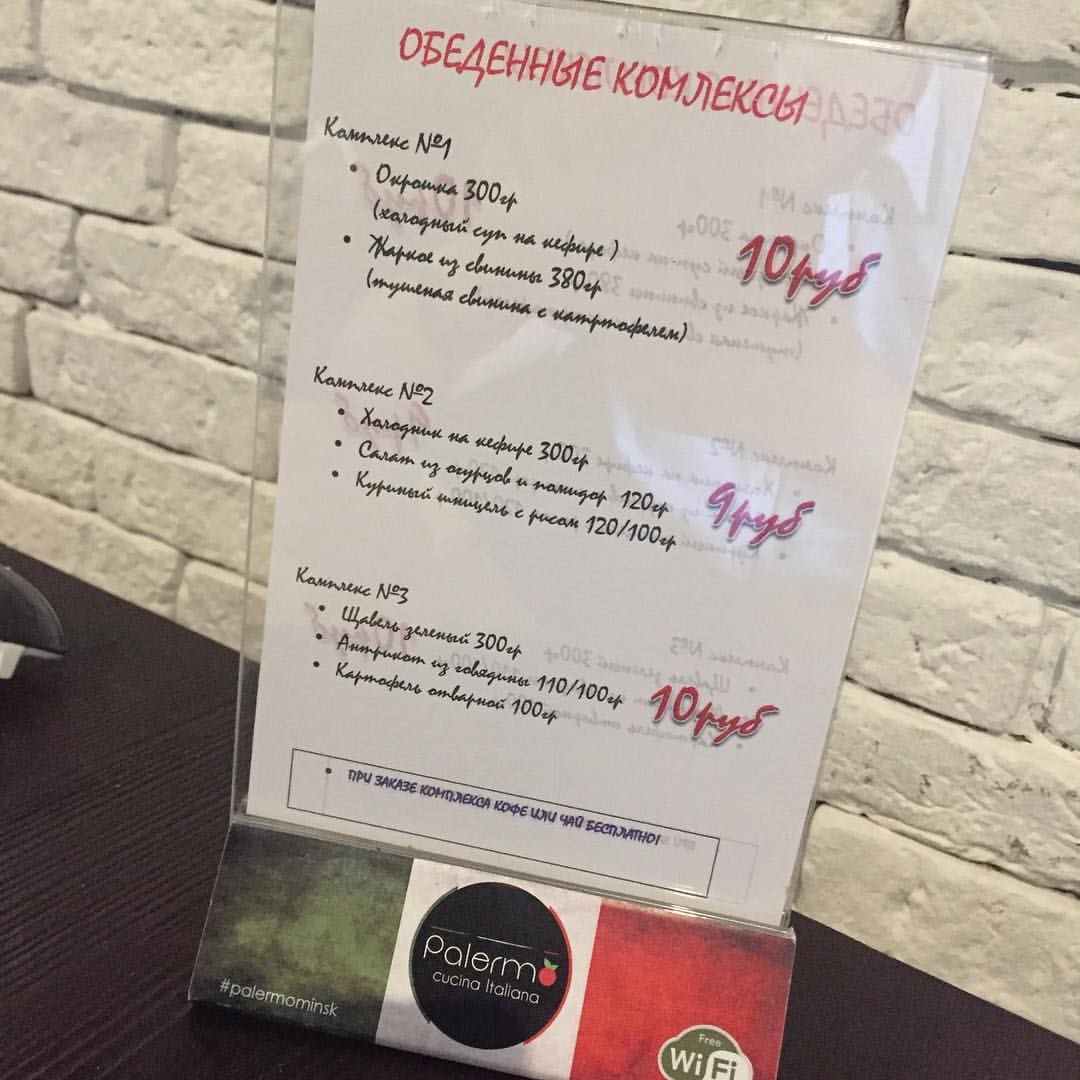 ОБЕДЕННЫЕ КОМЛЕКСЫ
Комплекс №1
• Окрошка 300гр
(холодный суп на кефире )
• Жаркое из свинины 380гр
(тушеная свинина с катртофелем)
10руб
Комплекс №2
• Холодник на кефире 300гр
• Салат из огурцов и помидор 120гр
• Куриный шницель с рисом 120/100гр
9руб
Комплекс №3
• Щавель зеленый 300гр
• Антрикот из говядины 110/100гр
• Картофель отварной 100гр
10руб
• ПРИ ЗАКАЗЕ КОМПЛЕКСА КОФЕ ИЛИ ЧАЙ БЕСПЛАТНО!
palermo
cucina Italiana
#palermominsk
Free
WiFi